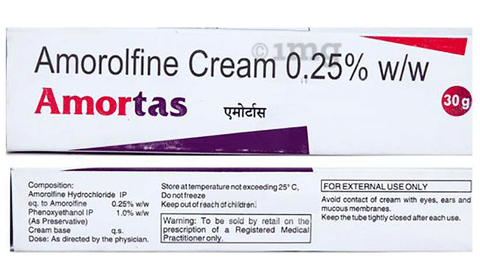 © 1mg
Amorolfine Cream 0.25% w/w
Amortas एमोर्टास
30g
Composition:
Amorolfine Hydrochloride IP
eq. to Amorolfine 0.25% w/w
Phenoxyethanol IP 1.0% w/w
(As Preservative)
Cream base q.s.
Dose: As directed by the physician.
Store at temperature not exceeding 25° C,
Do not freeze
Keep out of reach of children.
Warning: To be sold by retail on the
prescription of a Registered Medical
Practitioner only.
FOR EXTERNAL USE ONLY
Avoid contact of cream with eyes, ears and
mucous membranes.
Keep the tube tightly closed after each use.